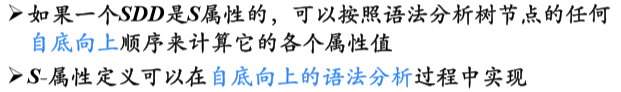 ➢如果一个SDD是S属性的，可以按照语法分析树节点的任何
自底向上顺序来计算它的各个属性值
➢S-属性定义可以在自底向上的语法分析过程中实现